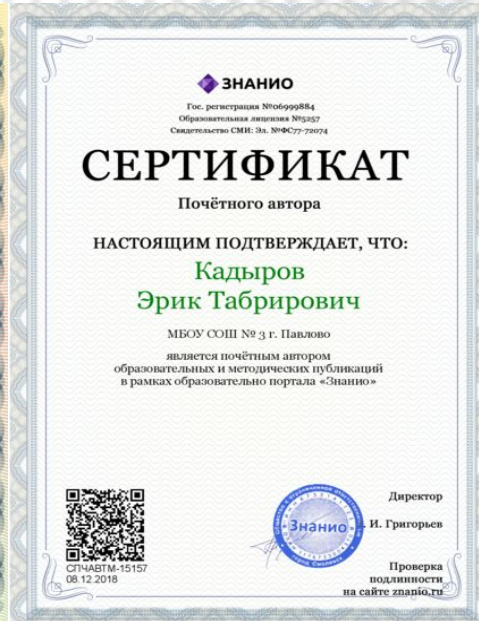 ЗНАНИО
Гос. регистрация №06999884
Образовательная лицензия №5257
Свидетельство СМИ: Эл. №ФС77-72074
СЕРТИФИКАТ
Почётного автора
НАСТОЯЩИМ ПОДТВЕРЖДАЕТ, ЧТО:
Кадыров
Эрик Табрирович
МБОУ СОШ № 3 г. Павлово
является почётным автором
образовательных и методических публикаций
в рамках образовательно портала «Знанио»
СПЧАВТМ-15157
08.12.2018
Знанио
Директор
И. Григорьев
Проверка
подлинности
на сайте znanio.ru